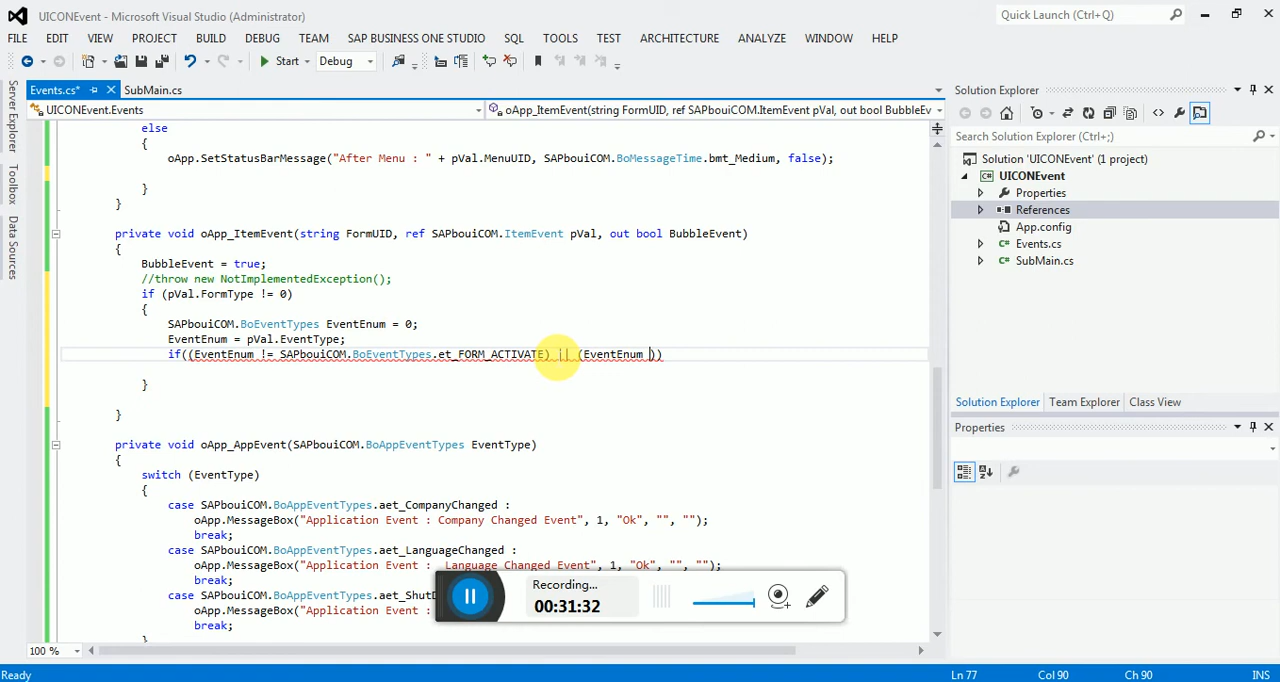 UICONEvent - Microsoft Visual Studio (Administrator)
Quick Launch (Ctrl+Q)
FILE EDIT VIEW PROJECT BUILD DEBUG TEAM SAP BUSINESS ONE STUDIO SQL TOOLS TEST ARCHITECTURE ANALYZE WINDOW HELP
Start Debug
Server Explorer
Toolbox
Data Sources
Events.cs* SubMain.cs
UICONEvent.Events
oApp_ItemEvent(string FormUID, ref SAPbouiCOM.ItemEvent pVal, out bool BubbleEv
else
{
oApp.SetStatusBarMessage("After Menu : " + pVal.MenuUID, SAPbouiCOM.BoMessageTime.bmt_Medium, false);
}
}
private void oApp_ItemEvent(string FormUID, ref SAPbouiCOM.ItemEvent pVal, out bool BubbleEvent)
{
BubbleEvent = true;
//throw new NotImplementedException();
if (pVal.FormType != 0)
{
SAPbouiCOM.BoEventTypes EventEnum = 0;
EventEnum = pVal.EventType;
if((EventEnum != SAPbouiCOM.BoEventTypes.et_FORM_ACTIVATE) || (EventEnum ))
}
}
private void oApp_AppEvent(SAPbouiCOM.BoAppEventTypes EventType)
{
switch (EventType)
{
case SAPbouiCOM.BoAppEventTypes.aet_CompanyChanged :
oApp.MessageBox("Application Event : Company Changed Event", 1, "Ok", "", "");
break;
case SAPbouiCOM.BoAppEventTypes.aet_LanguageChanged :
oApp.MessageBox("Application Event :  Language Changed Event", 1, "Ok", "", "");
break;
case SAPbouiCOM.BoAppEventTypes.aet_ShutD
oApp.MessageBox("Application Event :
break;
}
100 %
Recording...
00:31:32
Solution Explorer
Search Solution Explorer (Ctrl+;)
Solution 'UICONEvent' (1 project)
UICONEvent
Properties
References
App.config
Events.cs
SubMain.cs
Solution Explorer Team Explorer Class View
Properties
Ready Ln 77 Col 90 Ch 90 INS